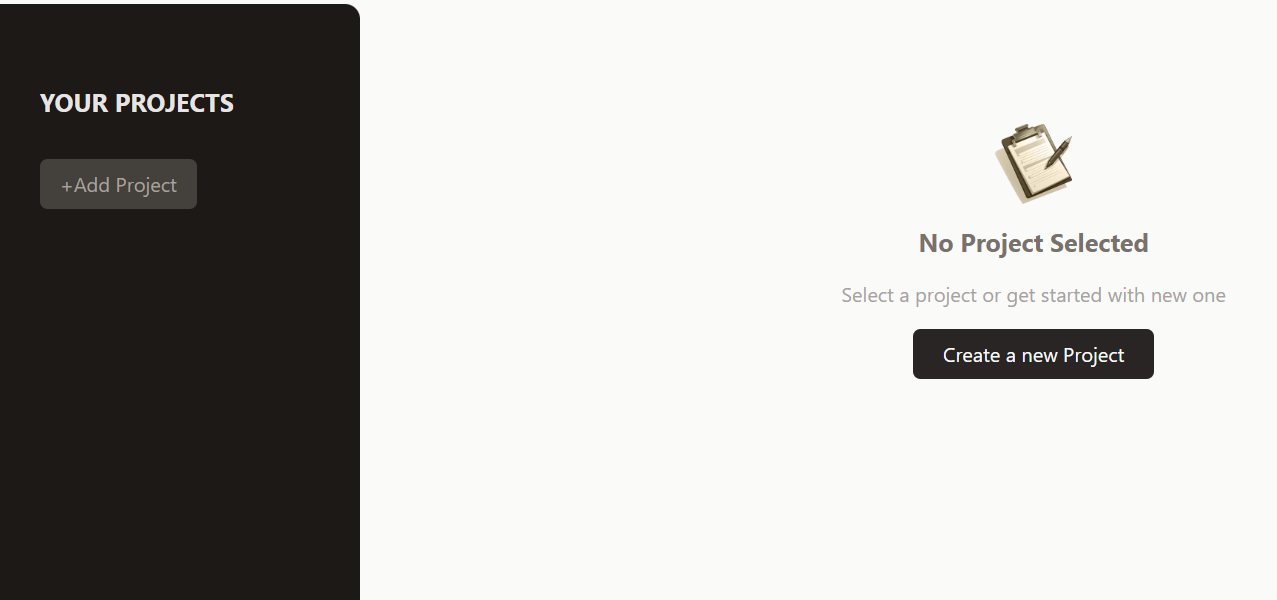 YOUR PROJECTS
+Add Project
No Project Selected
Select a project or get started with new one
Create a new Project